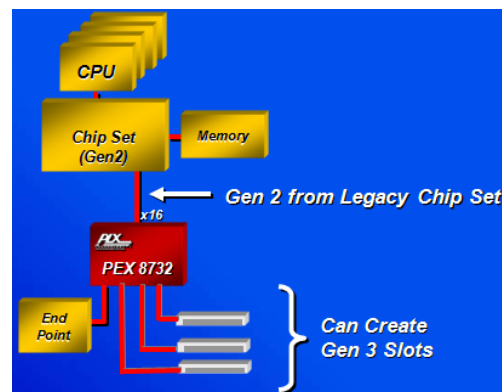 CPU
Chip Set
(Gen2)
Memory
Gen 2 from Legacy Chip Set
x16
PLX
PEX 8732
End
Point
Can Create
Gen 3 Slots